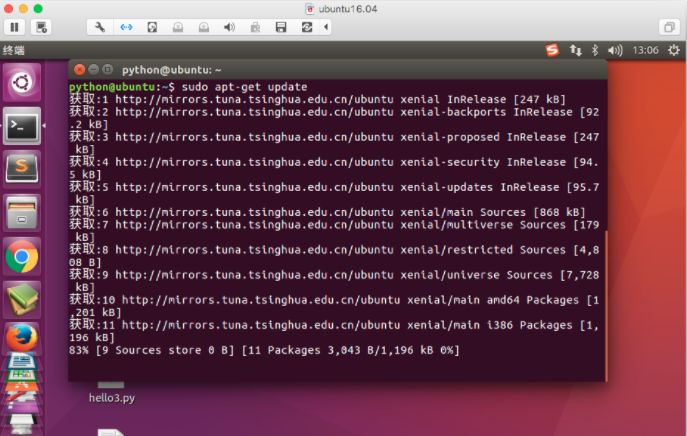 ubuntu16.04
终端
13:06
python@ubuntu: ~
python@ubuntu:~$ sudo apt-get update
获取:1 http://mirrors.tuna.tsinghua.edu.cn/ubuntu xenial InRelease [247 kB]
获取:2 http://mirrors.tuna.tsinghua.edu.cn/ubuntu xenial-backports InRelease [92
.2 kB]
获取:3 http://mirrors.tuna.tsinghua.edu.cn/ubuntu xenial-proposed InRelease [247
kB]
获取:4 http://mirrors.tuna.tsinghua.edu.cn/ubuntu xenial-security InRelease [94.
5 kB]
获取:5 http://mirrors.tuna.tsinghua.edu.cn/ubuntu xenial-updates InRelease [95.7
kB]
获取:6 http://mirrors.tuna.tsinghua.edu.cn/ubuntu xenial/main Sources [868 kB]
获取:7 http://mirrors.tuna.tsinghua.edu.cn/ubuntu xenial/multiverse Sources [179
kB]
获取:8 http://mirrors.tuna.tsinghua.edu.cn/ubuntu xenial/restricted Sources [4,8
08 B]
获取:9 http://mirrors.tuna.tsinghua.edu.cn/ubuntu xenial/universe Sources [7,728
kB]
获取:10 http://mirrors.tuna.tsinghua.edu.cn/ubuntu xenial/main amd64 Packages [1
,201 kB]
获取:11 http://mirrors.tuna.tsinghua.edu.cn/ubuntu xenial/main i386 Packages [1,
196 kB]
83% [9 Sources store 0 B] [11 Packages 3,043 B/1,196 kB 0%]
hello3.py